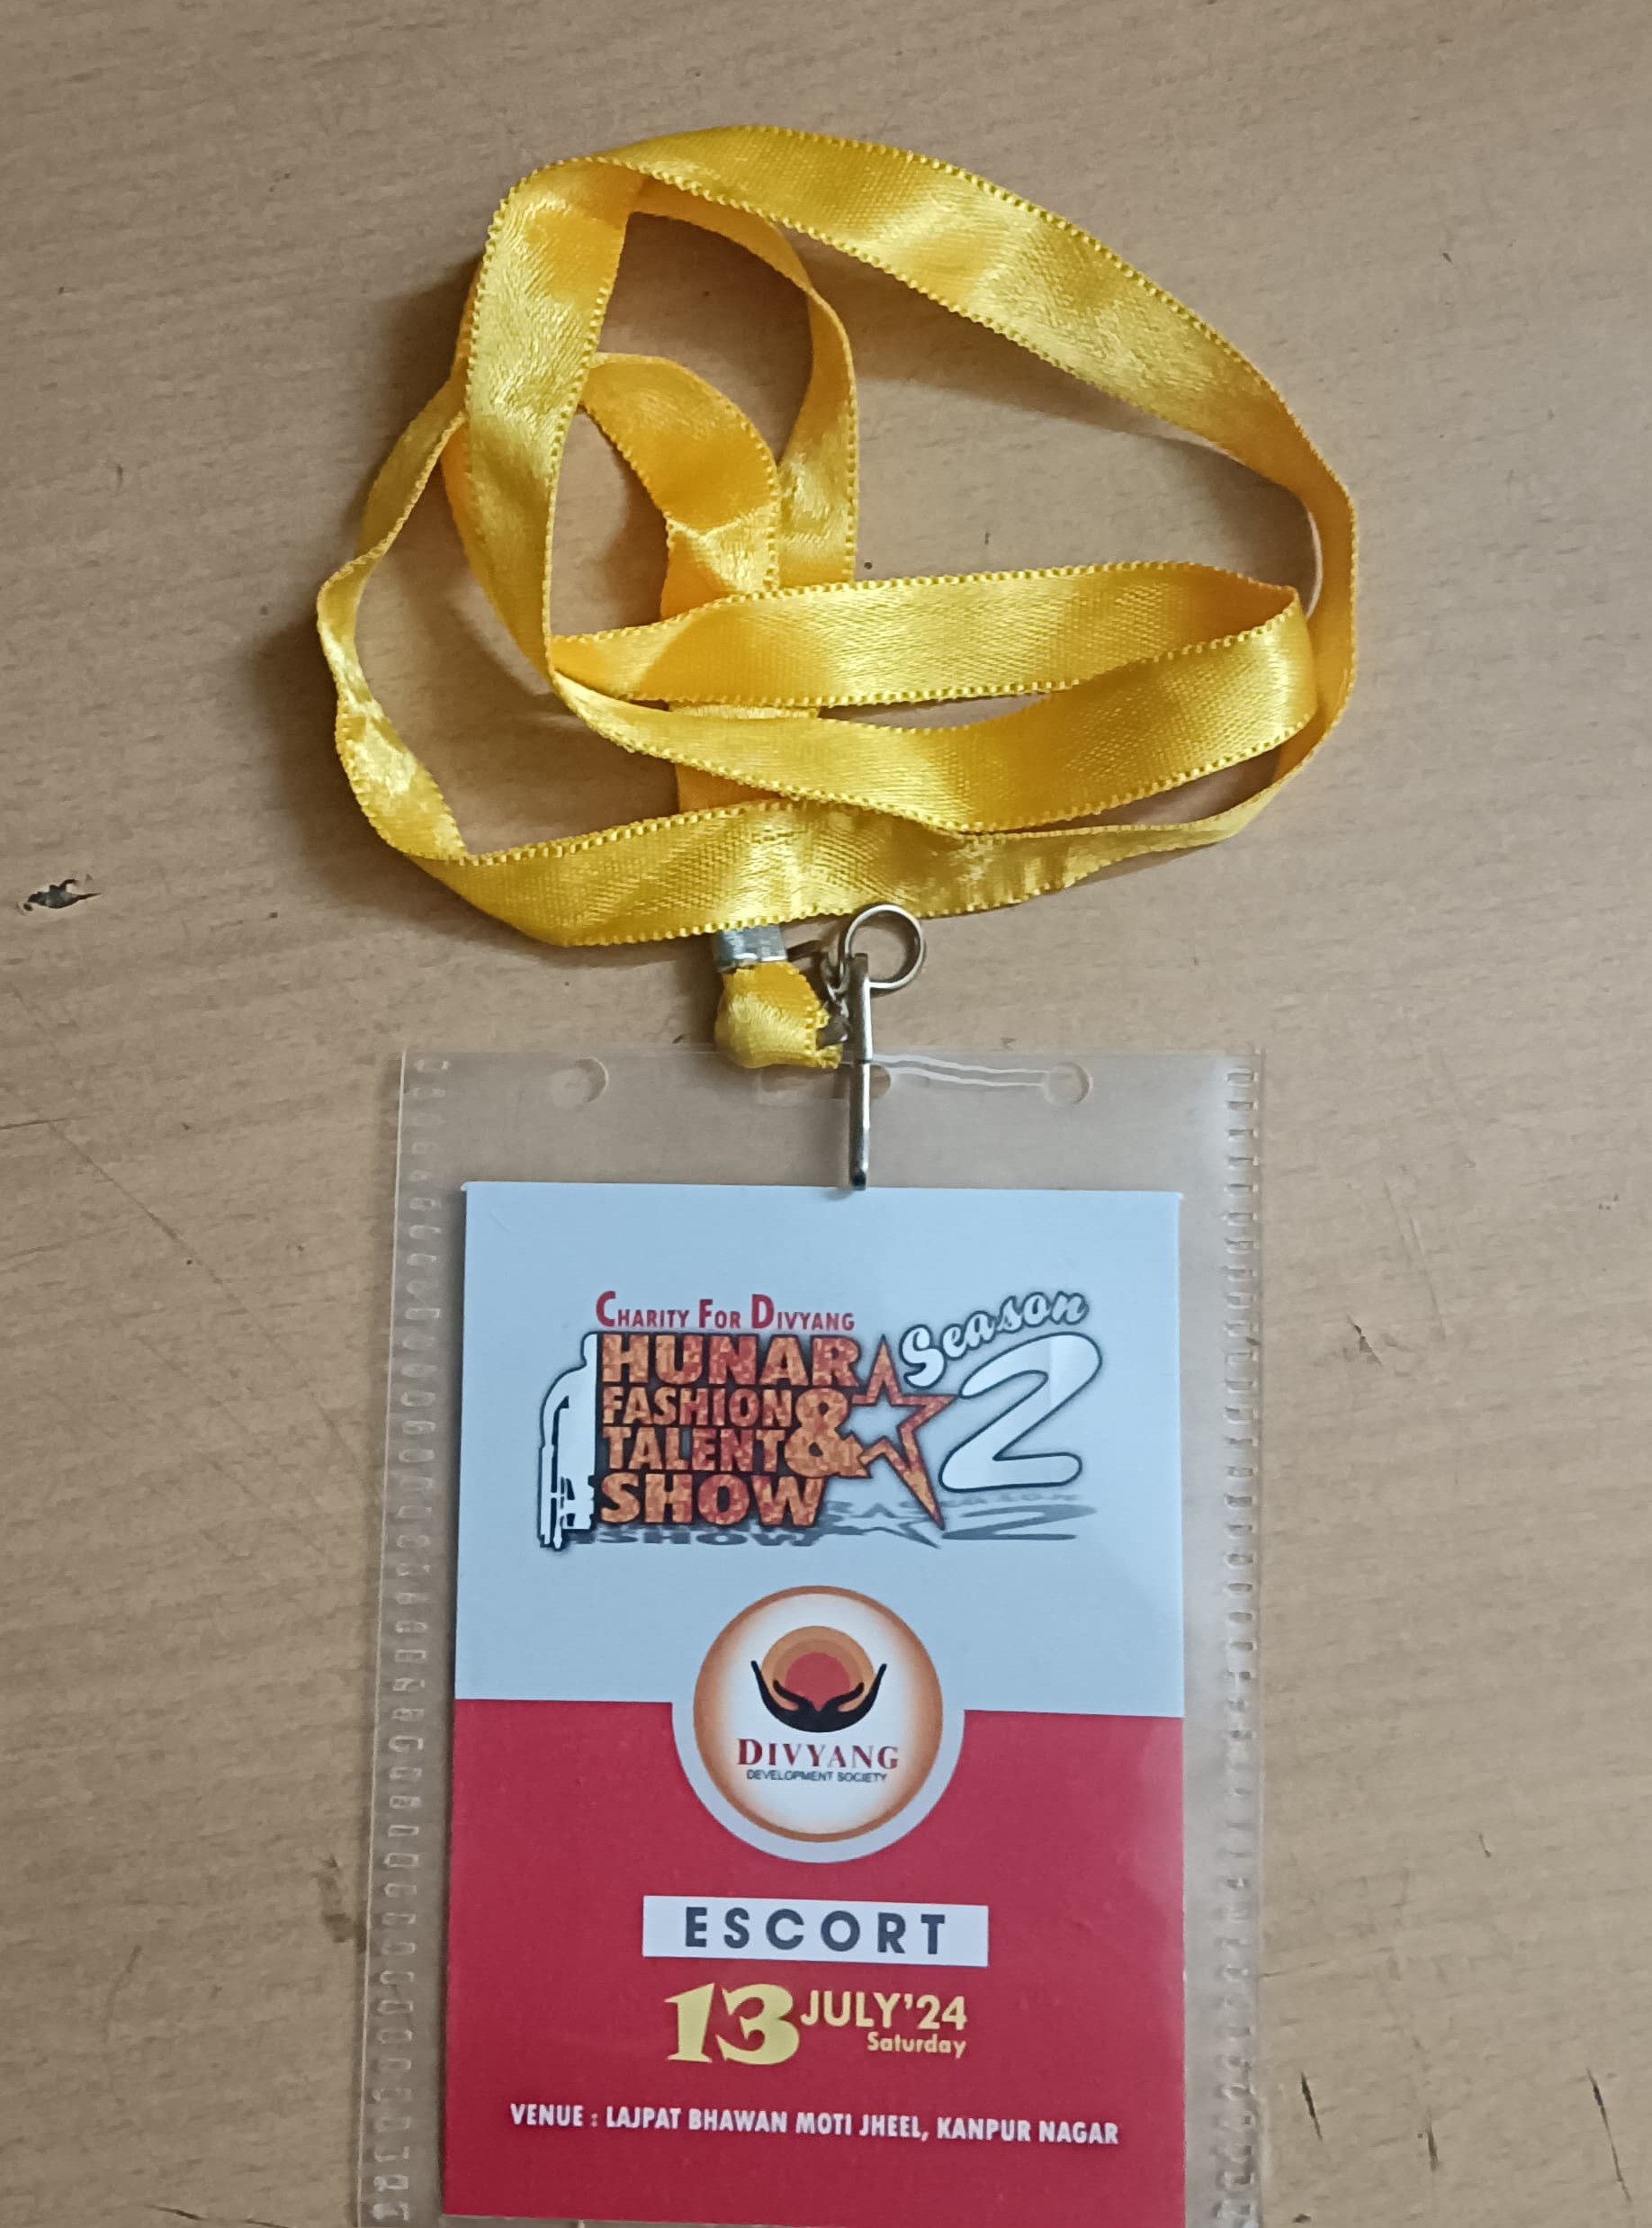 CHARITY FOR DIVYANG
HUNAR
FASHION &
TALENT
SHOW
Season
2
DIVYANG
DEVELOPMENT SOCIETY
ESCORT
13 JULY'24
Saturday
VENUE : LAJPAT BHAWAN MOTI JHEEL, KANPUR NAGAR